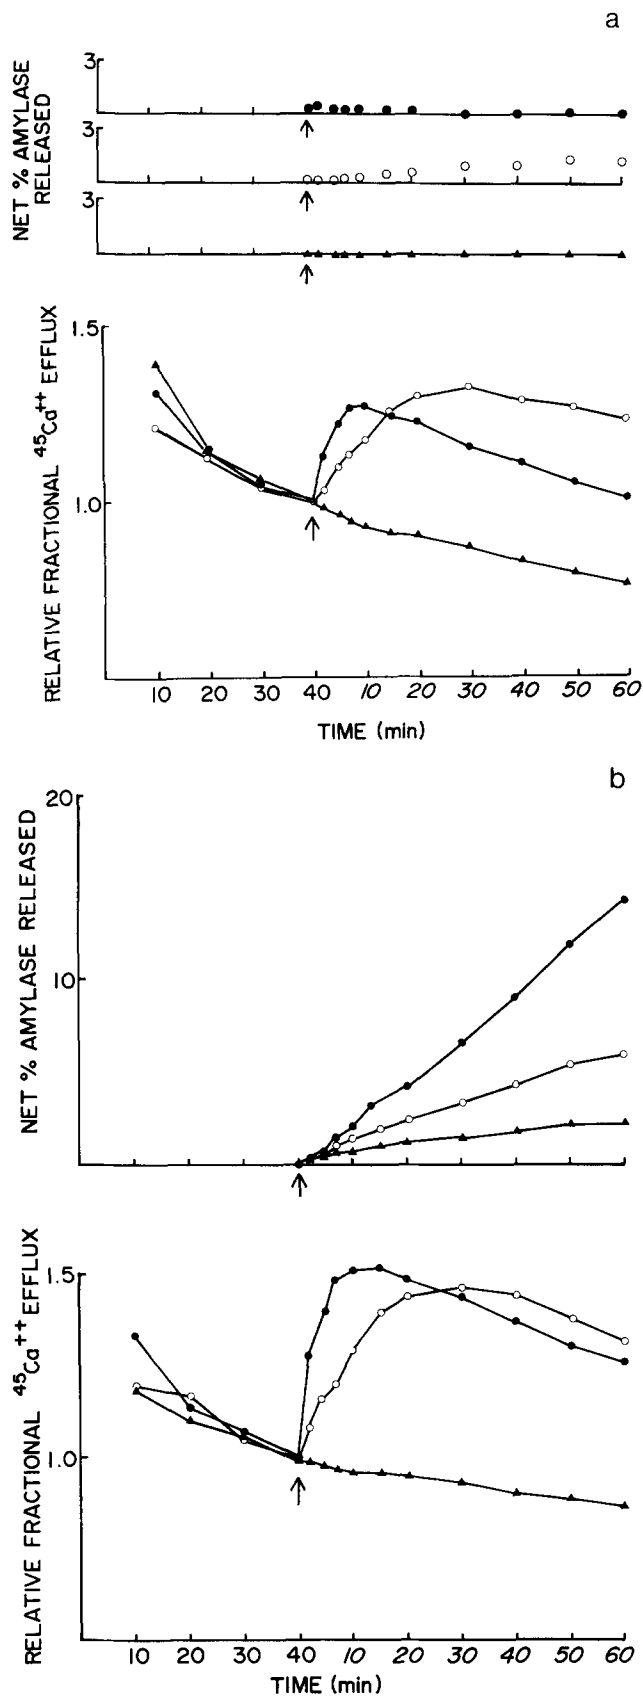 a
3
3
3
NET % AMYLASE
RELEASED
1.5
1.0
RELATIVE FRACTIONAL ⁴⁵Ca⁺⁺ EFFLUX
10 20 30 40 10 20 30 40 50 60
TIME (min)
b
20
10
NET % AMYLASE RELEASED
1.5
1.0
RELATIVE FRACTIONAL ⁴⁵Ca⁺⁺ EFFLUX
10 20 30 40 10 20 30 40 50 60
TIME (min)